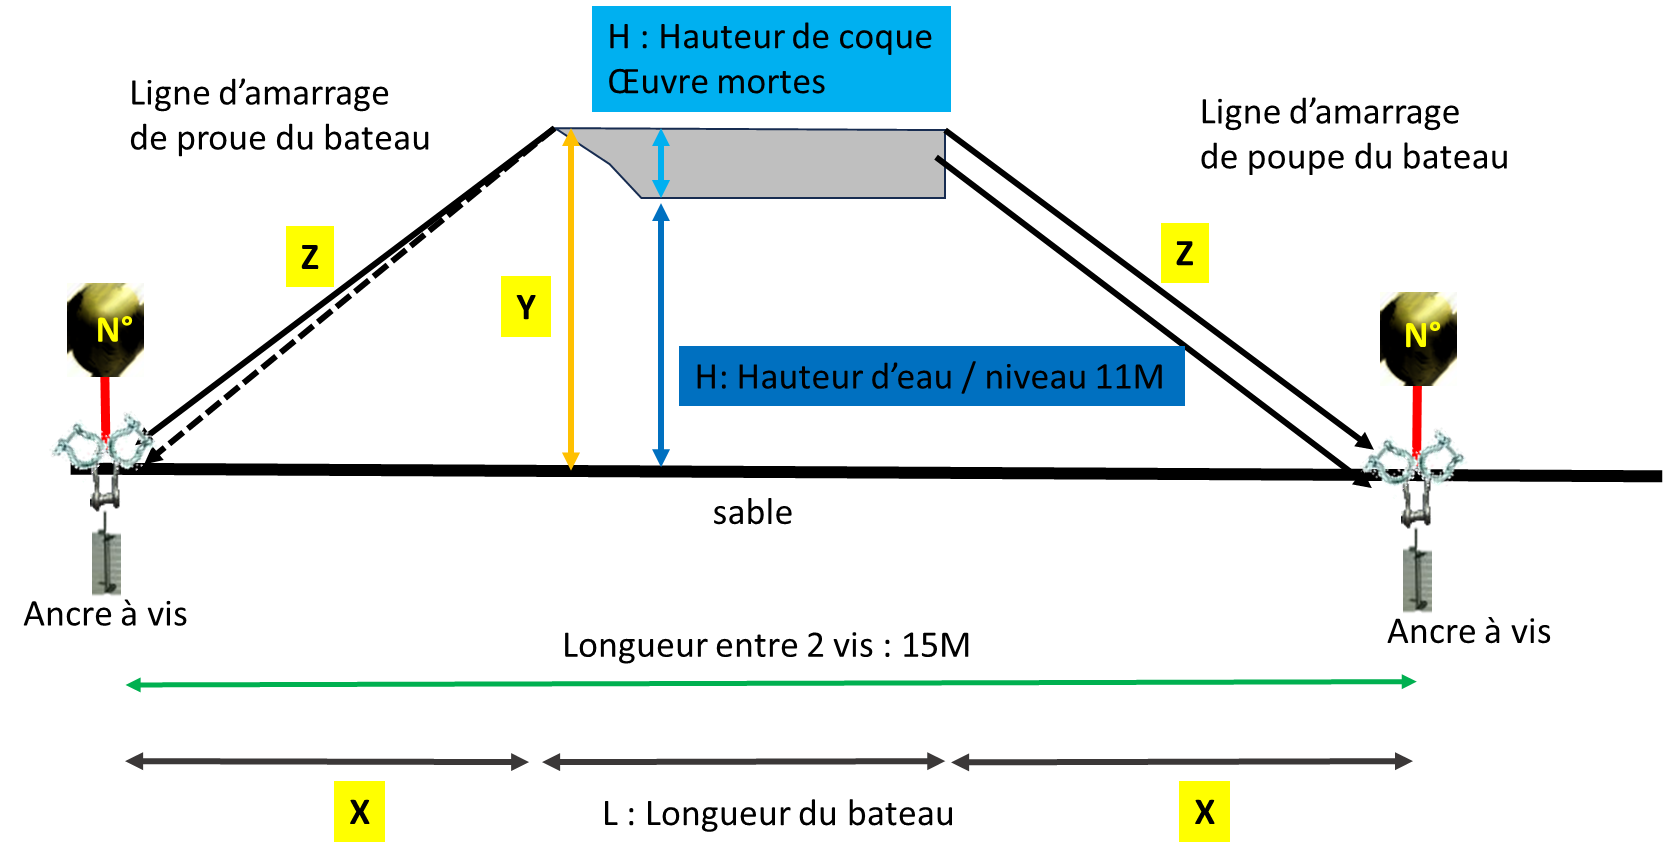 H : Hauteur de coque
Œuvre mortes
Ligne d’amarrage
de proue du bateau
Ligne d’amarrage
de poupe du bateau
Z
Z
Y
N°
N°
H: Hauteur d’eau / niveau 11M
sable
Ancre à vis
Ancre à vis
Longueur entre 2 vis : 15M
X
L : Longueur du bateau
X